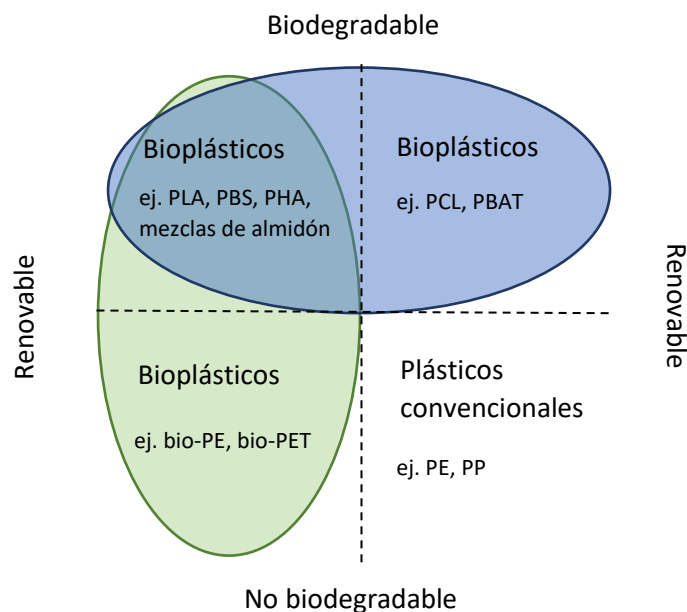 Biodegradable
Bioplásticos
ej. PLA, PBS, PHA,
mezclas de almidón
Bioplásticos
ej. PCL, PBAT
Renovable
Renovable
Bioplásticos
ej. bio-PE, bio-PET
Plásticos
convencionales
ej. PE, PP
No biodegradable